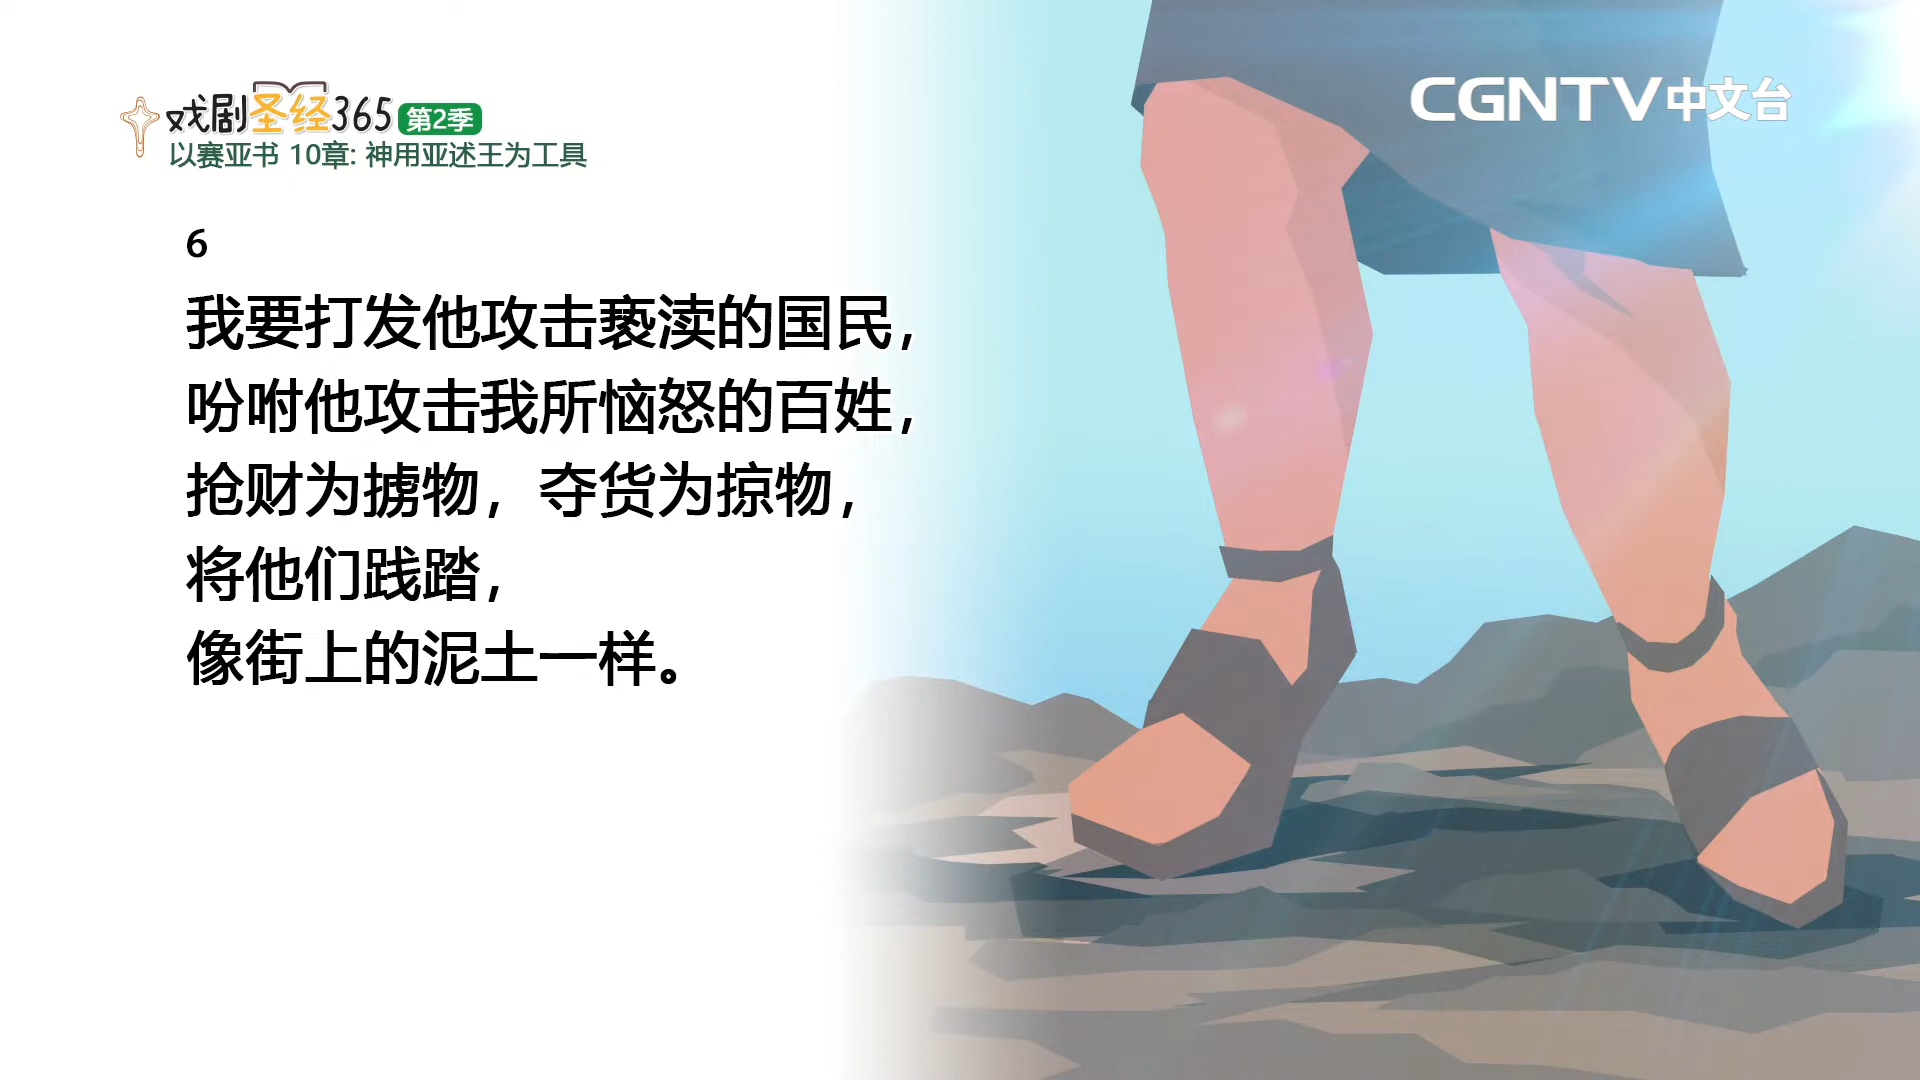 戏剧圣经365 第2季
以赛亚书 10章: 神用亚述王为工具
CGNTV中文台
6
我要打发他攻击亵渎的国民，
吩咐他攻击我所恼怒的百姓，
抢财为掳物，夺货为掠物，
将他们践踏，
像街上的泥土一样。